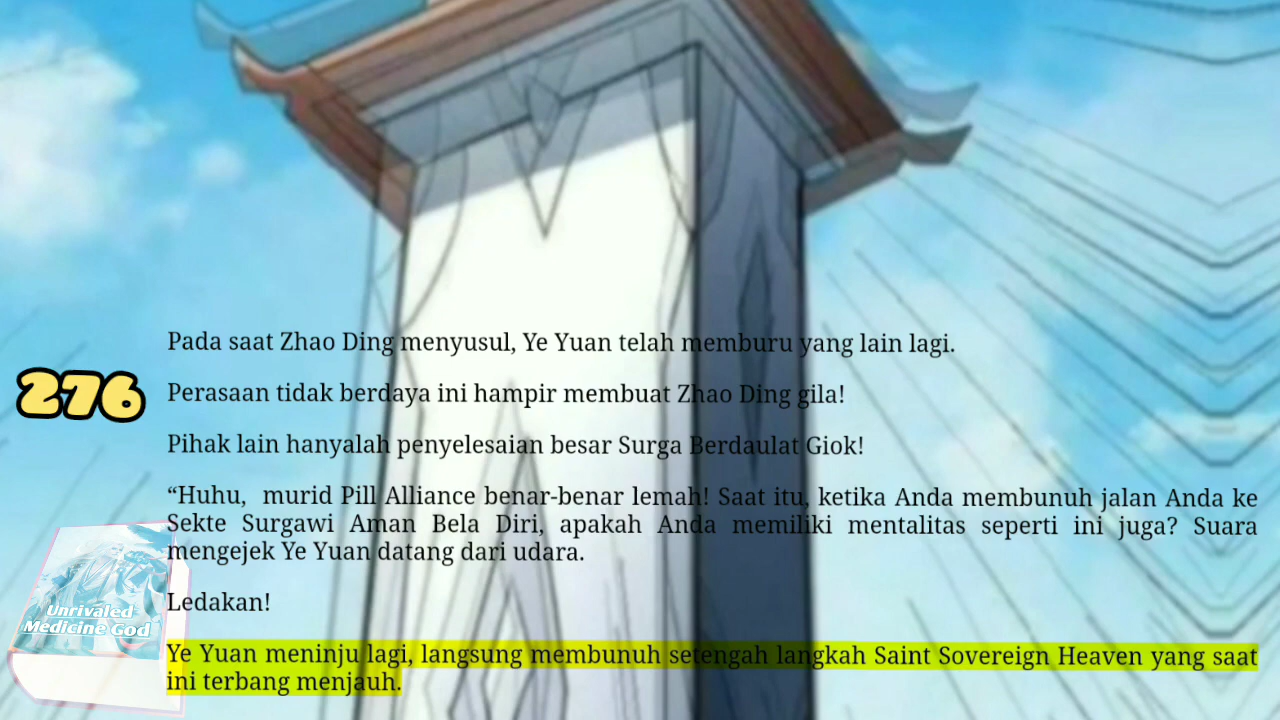 Pada saat Zhao Ding menyusul, Ye Yuan telah memburu yang lain lagi.
276
Perasaan tidak berdaya ini hampir membuat Zhao Ding gila!
Pihak lain hanyalah penyelesaian besar Surga Berdaulat Giok!
“Huhu,  murid Pill Alliance benar-benar lemah! Saat itu, ketika Anda membunuh jalan Anda ke
Sekte Surgawi Aman Bela Diri, apakah Anda memiliki mentalitas seperti ini juga? Suara
mengejek Ye Yuan datang dari udara.
Ledakan!
Unrivaled
Medicine God
Ye Yuan meninju lagi, langsung membunuh setengah langkah Saint Sovereign Heaven yang saat
ini terbang menjauh.